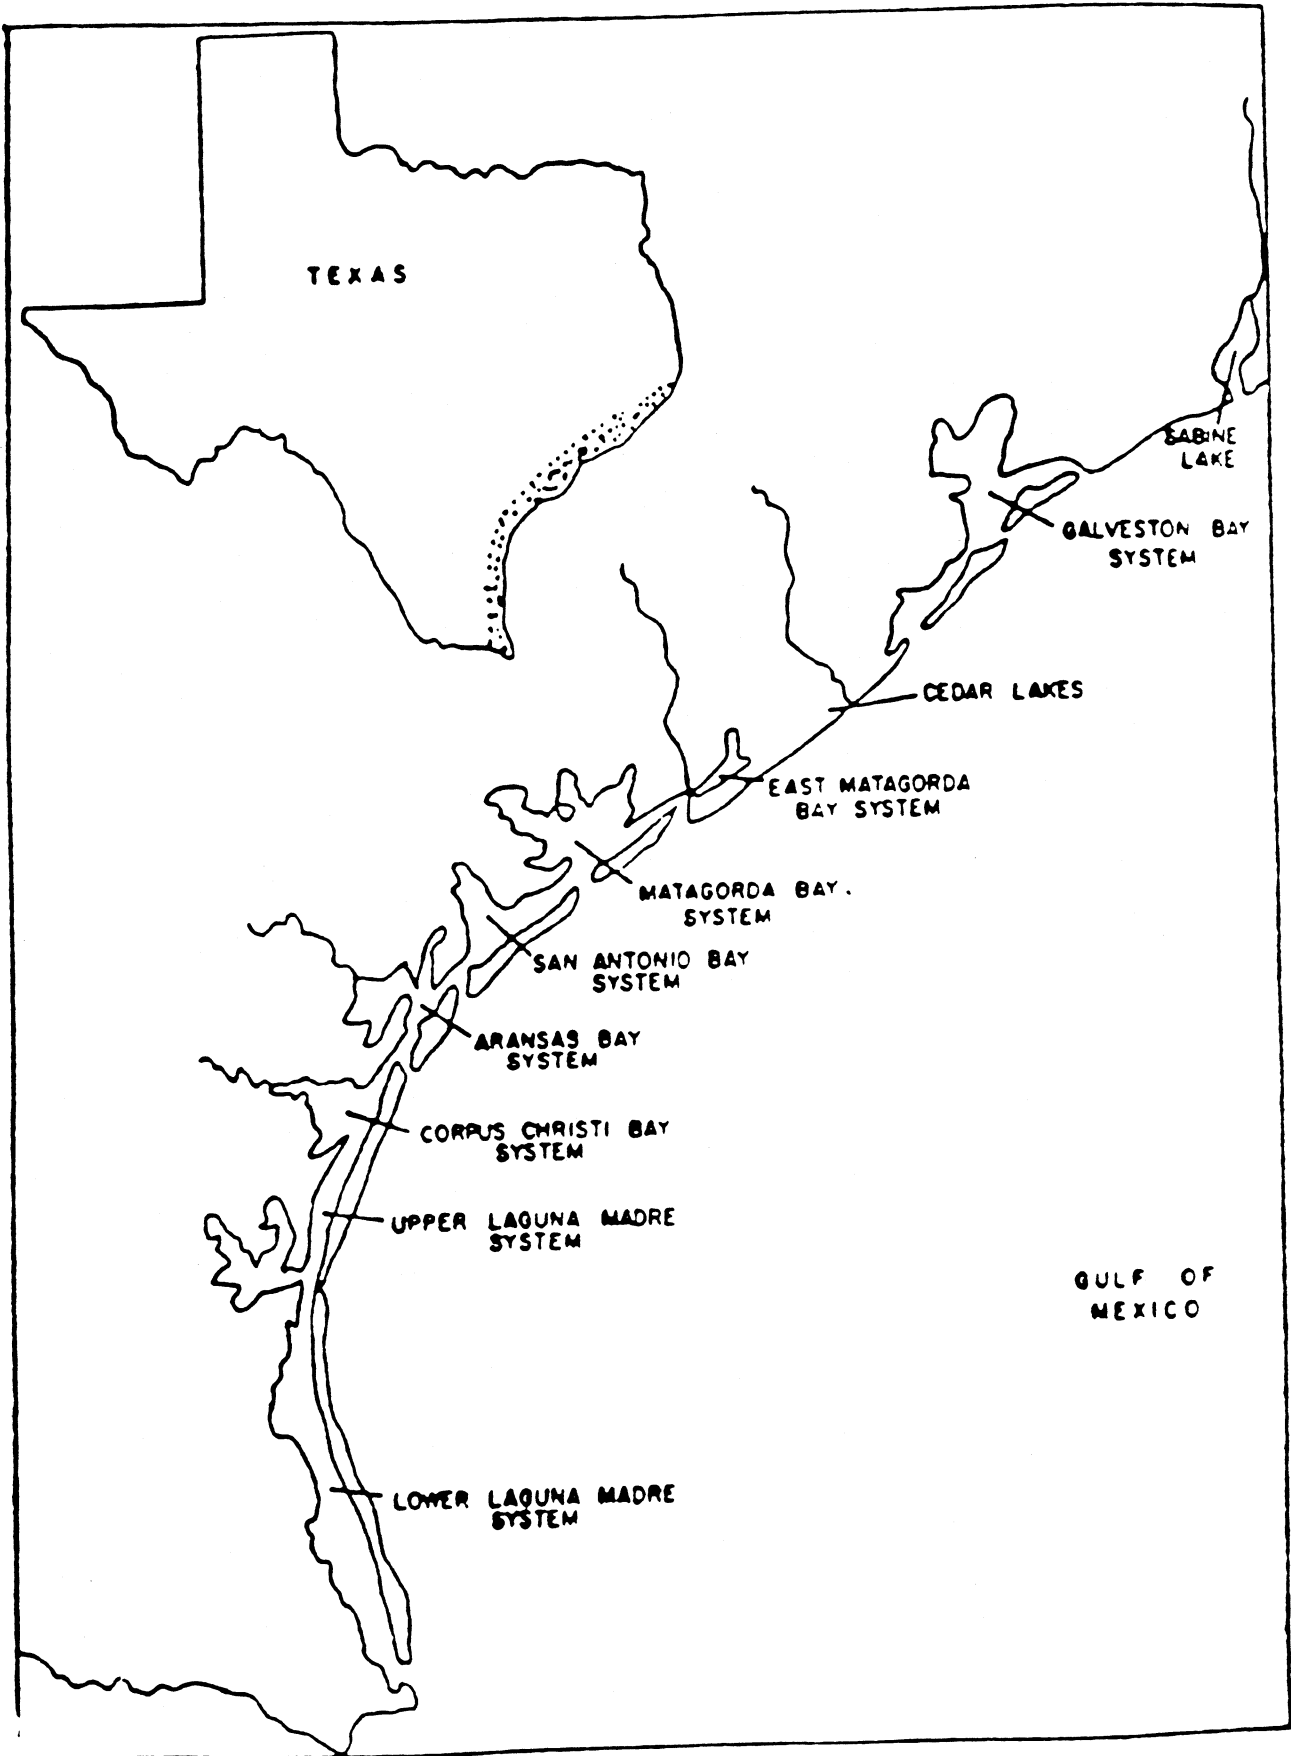 TEXAS
SABINE
LAKE
GALVESTON BAY
SYSTEM
CEDAR LAKES
EAST MATAGORDA
BAY SYSTEM
MATAGORDA BAY.
SYSTEM
SAN ANTONIO BAY
SYSTEM
ARANSAS BAY
SYSTEM
CORPUS CHRISTI BAY
SYSTEM
UPPER LAGUNA MADRE
SYSTEM
GULF OF
MEXICO
LOWER LAGUNA MADRE
SYSTEM